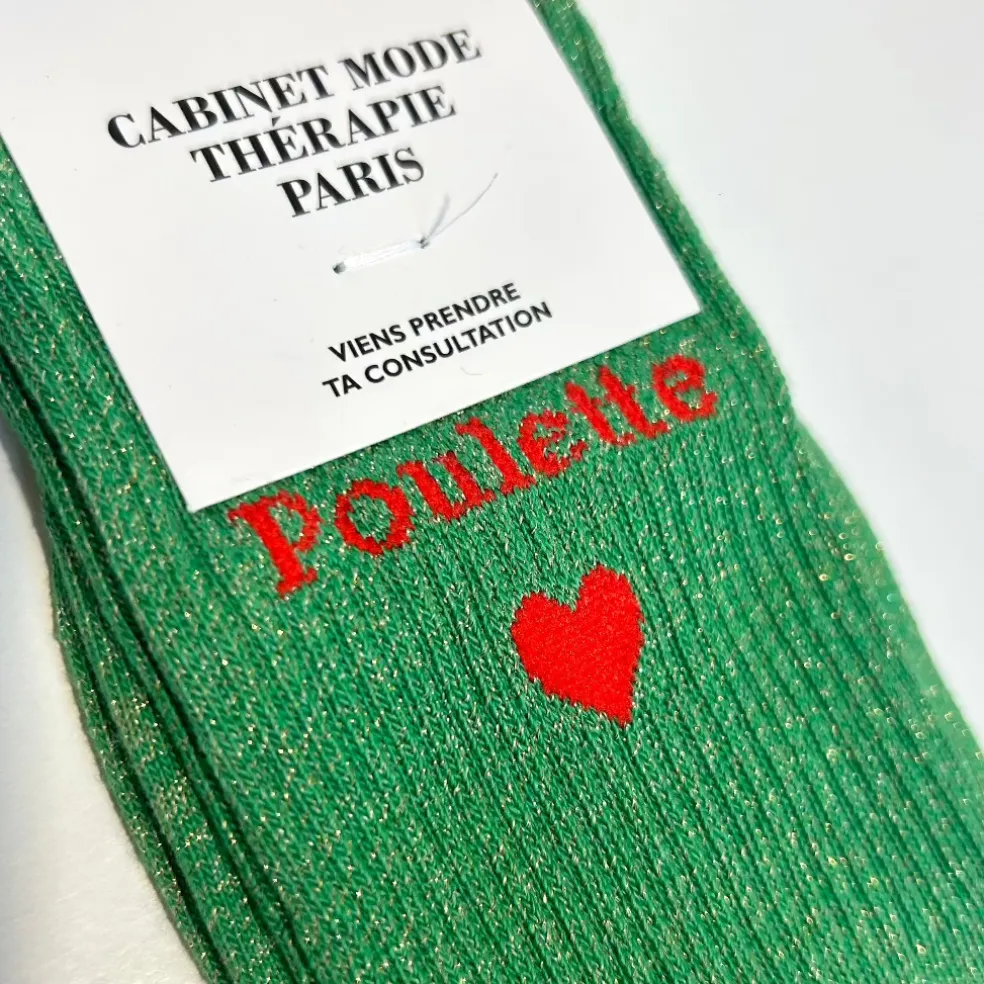 CABINET MODE
THÉRAPIE
PARIS
VIENS PRENDRE
TA CONSULTATION
Poulette